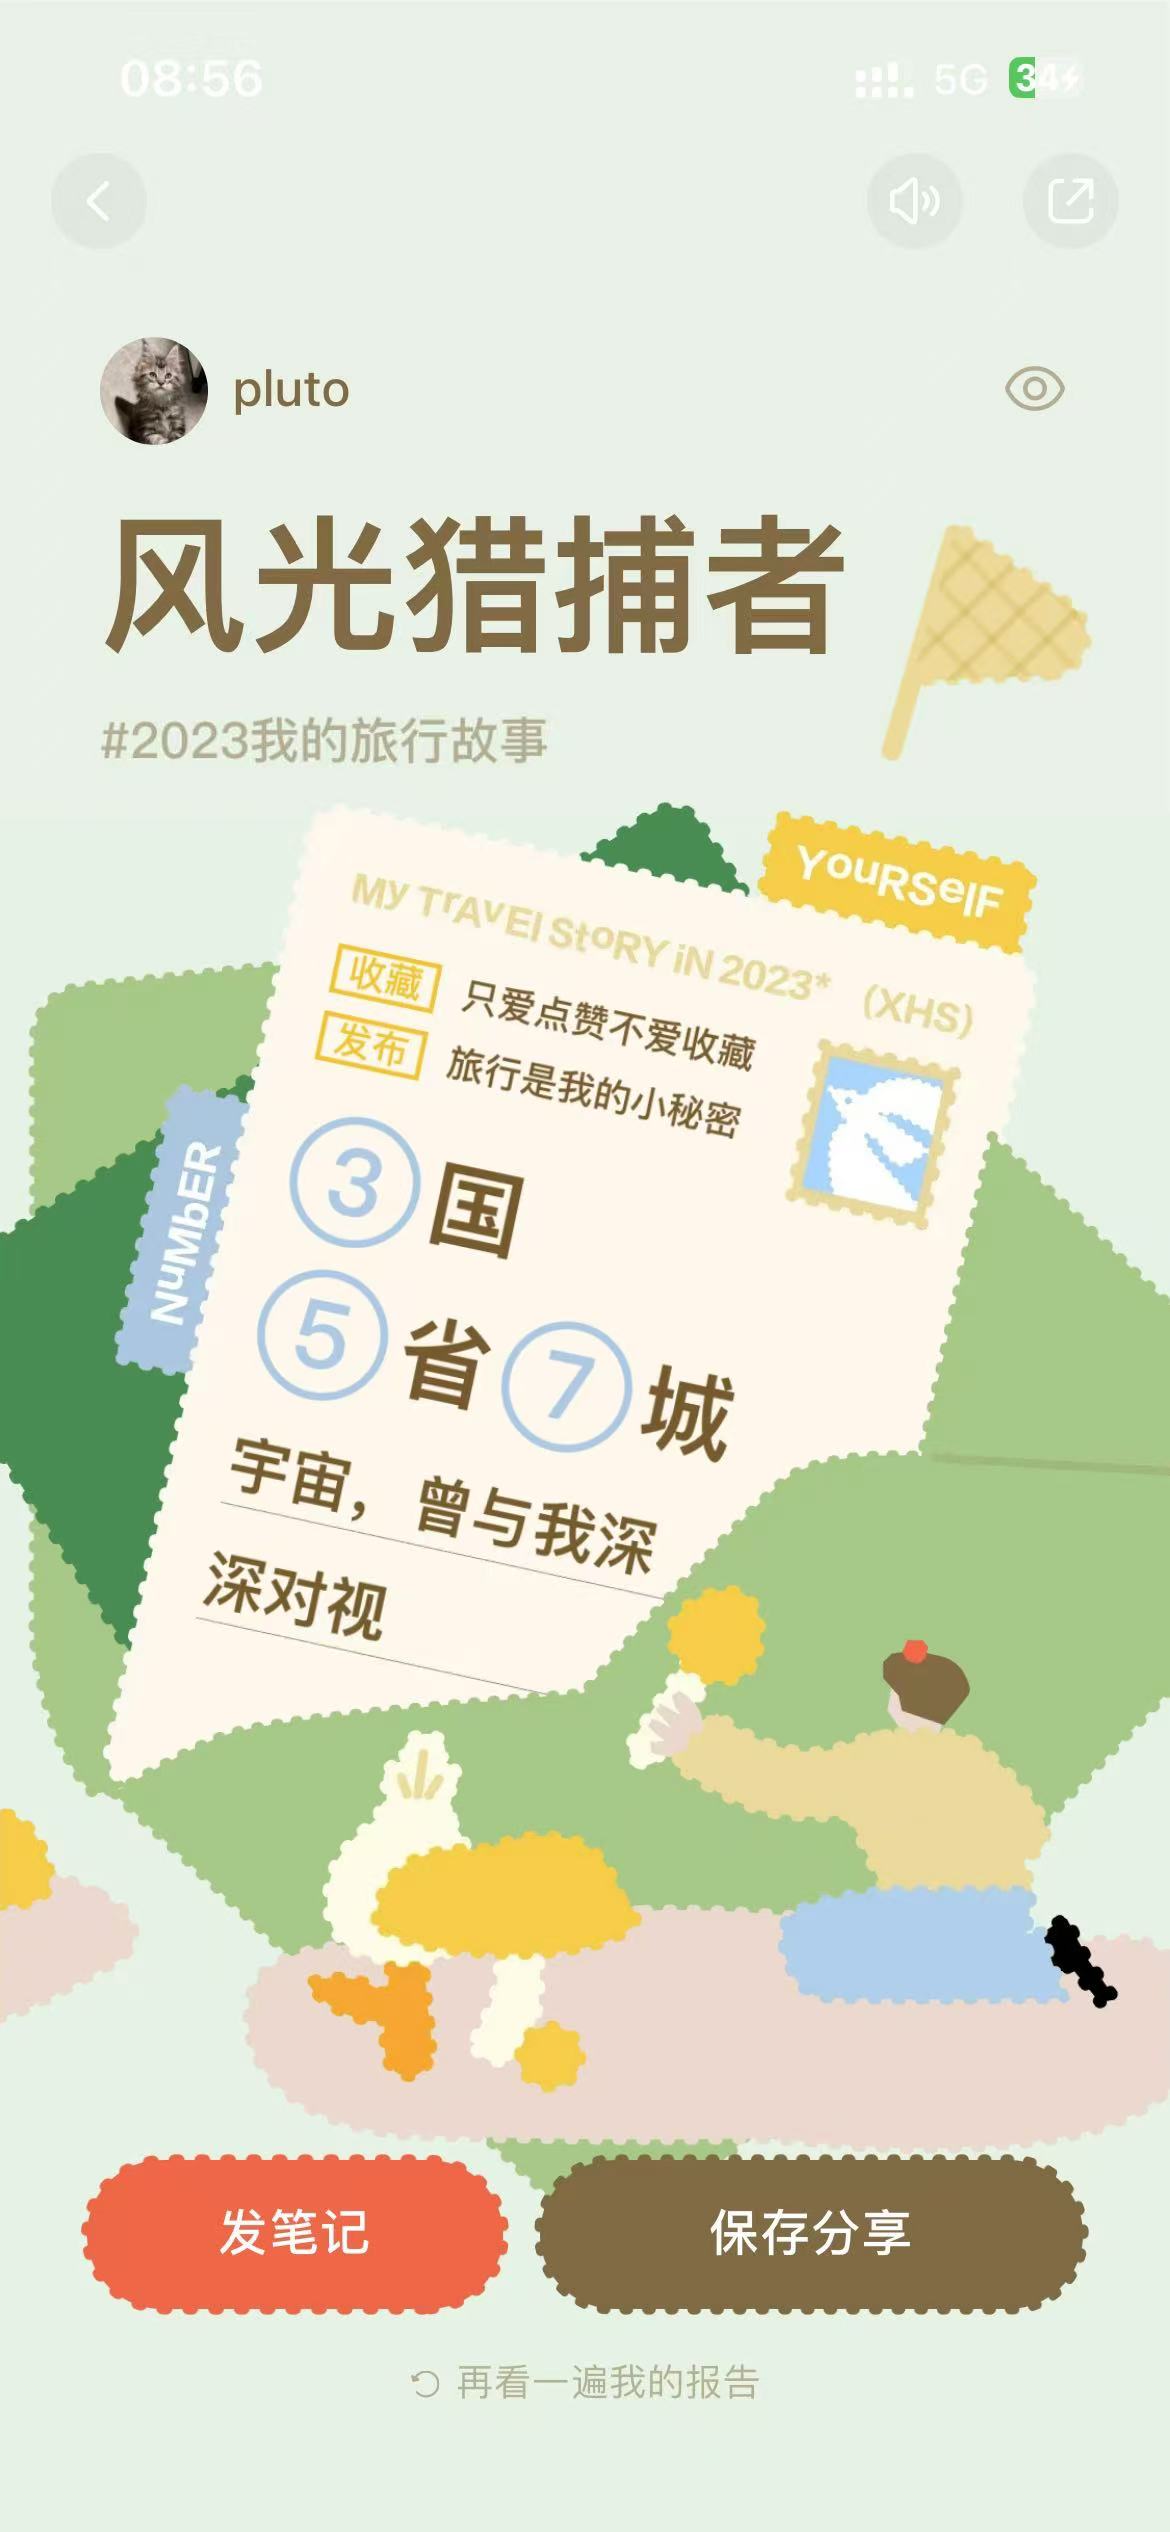 08:56
5G
34
pluto
风光猎捕者
#2023我的旅行故事
YouRSelF
My TrAvEl StoRY iN 2023* (XHS)
收藏 只爱点赞不爱收藏
发布 旅行是我的小秘密
NuMbER
3国
5省7城
宇宙，曾与我深
深对视
发笔记
保存分享
再看一遍我的报告